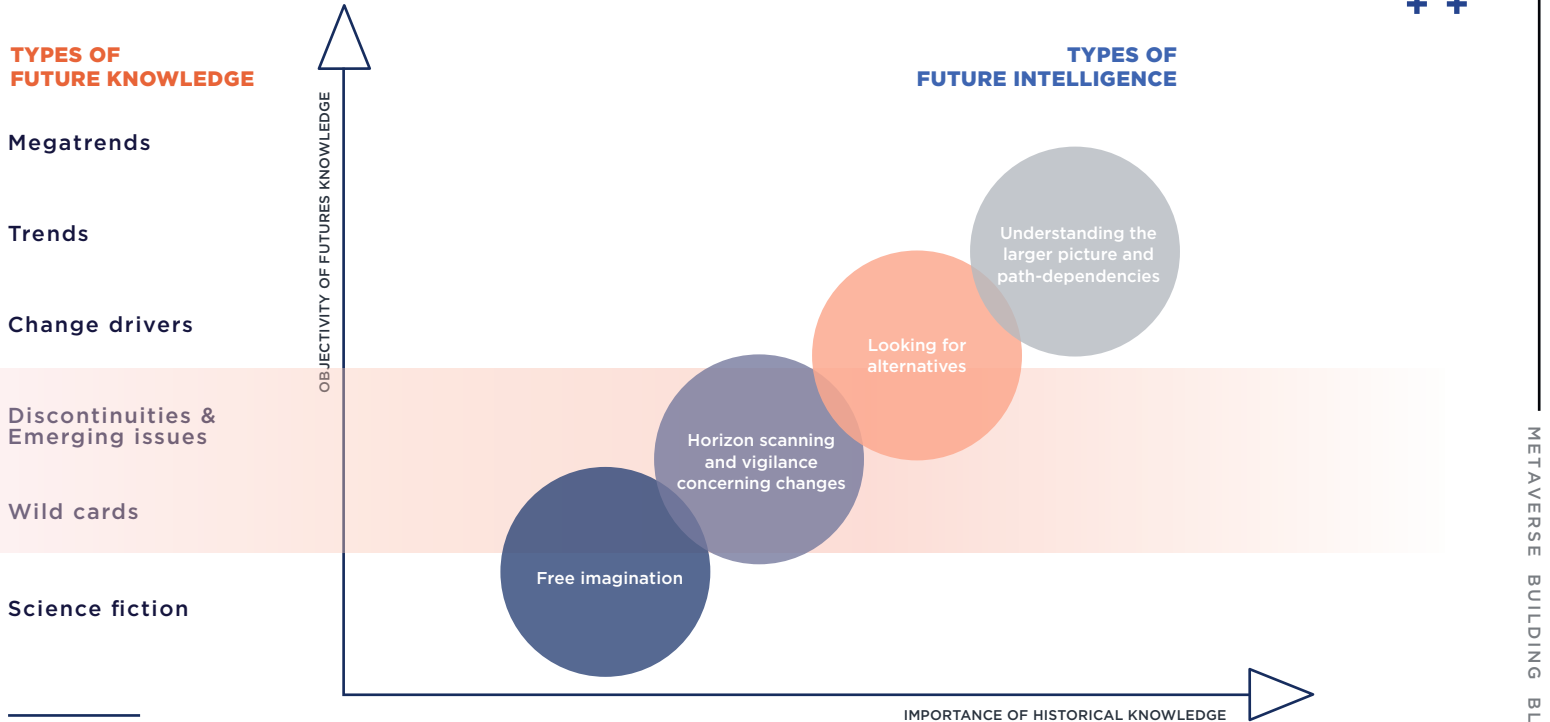 TYPES OF
FUTURE KNOWLEDGE
Megatrends
Trends
Change drivers
Discontinuities &
Emerging issues
Wild cards
Science fiction
OBJECTIVITY OF FUTURES KNOWLEDGE
TYPES OF
FUTURE INTELLIGENCE
Understanding the
larger picture and
path-dependencies
Looking for
alternatives
Horizon scanning
and vigilance
concerning changes
Free imagination
IMPORTANCE OF HISTORICAL KNOWLEDGE
METAVERSE BUILDING BL